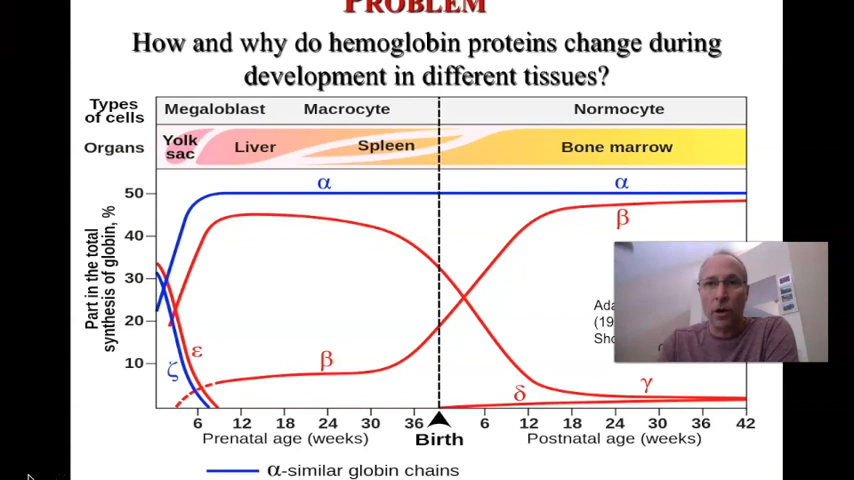 PROBLEM
How and why do hemoglobin proteins change during
development in different tissues?
Types of cells
Megaloblast Macrocyte Normocyte
Organs
Yolk sac
Liver
Spleen
Bone marrow
Part in the total
synthesis of globin, %
50
40
30
20
10
α
α
β
ε
ζ
β
δ
γ
6 12 18 24 30 36 6 12 18 24 30 36 42
Prenatal age (weeks) Birth Postnatal age (weeks)
α-similar globin chains